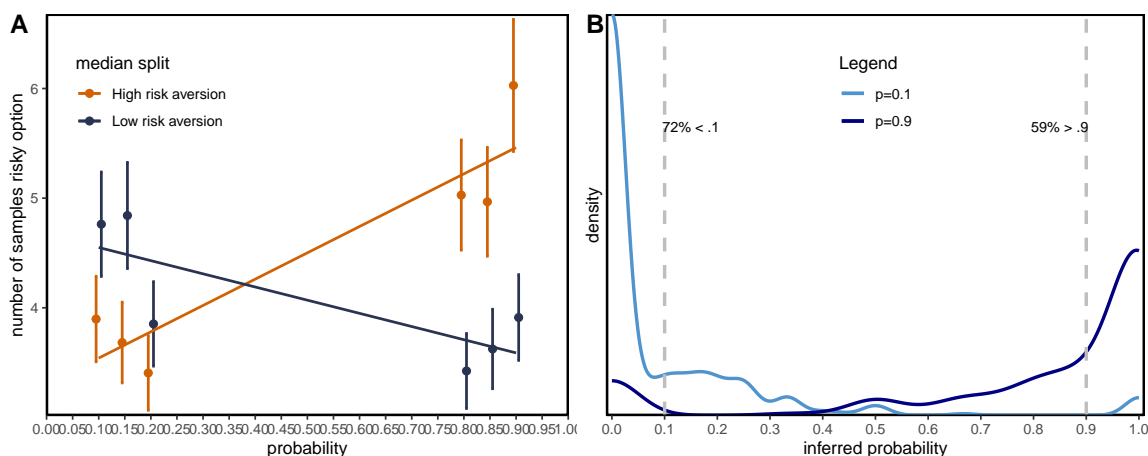 A
median split
High risk aversion
Low risk aversion
number of samples risky option
6
5
4
0.00 0.05 0.10 0.15 0.20 0.25 0.30 0.35 0.40 0.45 0.50 0.55 0.60 0.65 0.70 0.75 0.80 0.85 0.90 0.95 1.00
probability
B
Legend
p=0.1
p=0.9
72% < .1
59% > .9
density
0.0 0.1 0.2 0.3 0.4 0.5 0.6 0.7 0.8 0.9 1.0
inferred probability